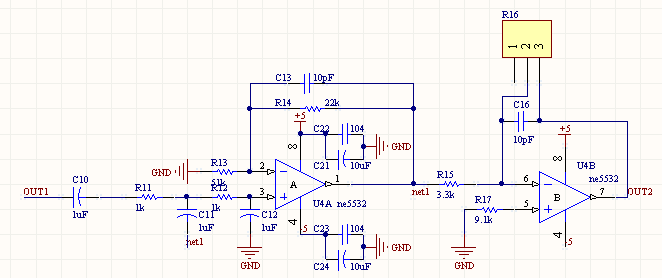 R16
1 2 3
C13 10pF
R14 22k
C16
10pF
+5
+5
C22 104
GND
C21 10uF
8
8
U4B
GND
R13
51k
2
A
1
R15
3.3k
net1
6
B
ne5532
7
OUT2
OUT1
C10
1uF
R11
1k
R12
1k
3
U4A ne5532
R17
9.1k
5
C11
1uF
net1
C12
1uF
4
-5
4
-5
C23 104
GND
C24 10uF
GND
GND